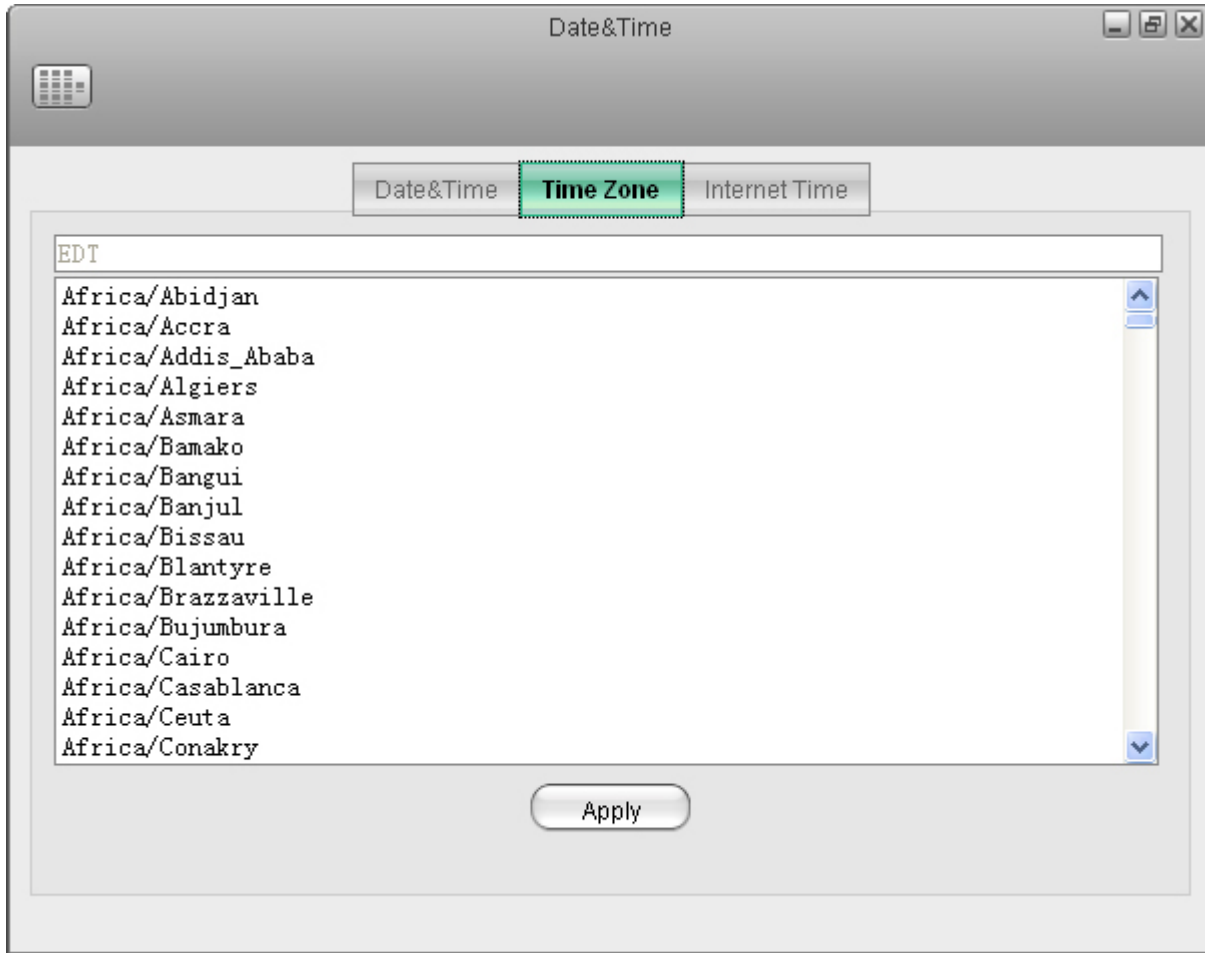 Date&Time
Date&Time Time Zone Internet Time
EDT
Africa/Abidjan
Africa/Accra
Africa/Addis_Ababa
Africa/Algiers
Africa/Asmara
Africa/Bamako
Africa/Bangui
Africa/Banjul
Africa/Bissau
Africa/Blantyre
Africa/Brazzaville
Africa/Bujumbura
Africa/Cairo
Africa/Casablanca
Africa/Ceuta
Africa/Conakry
Apply